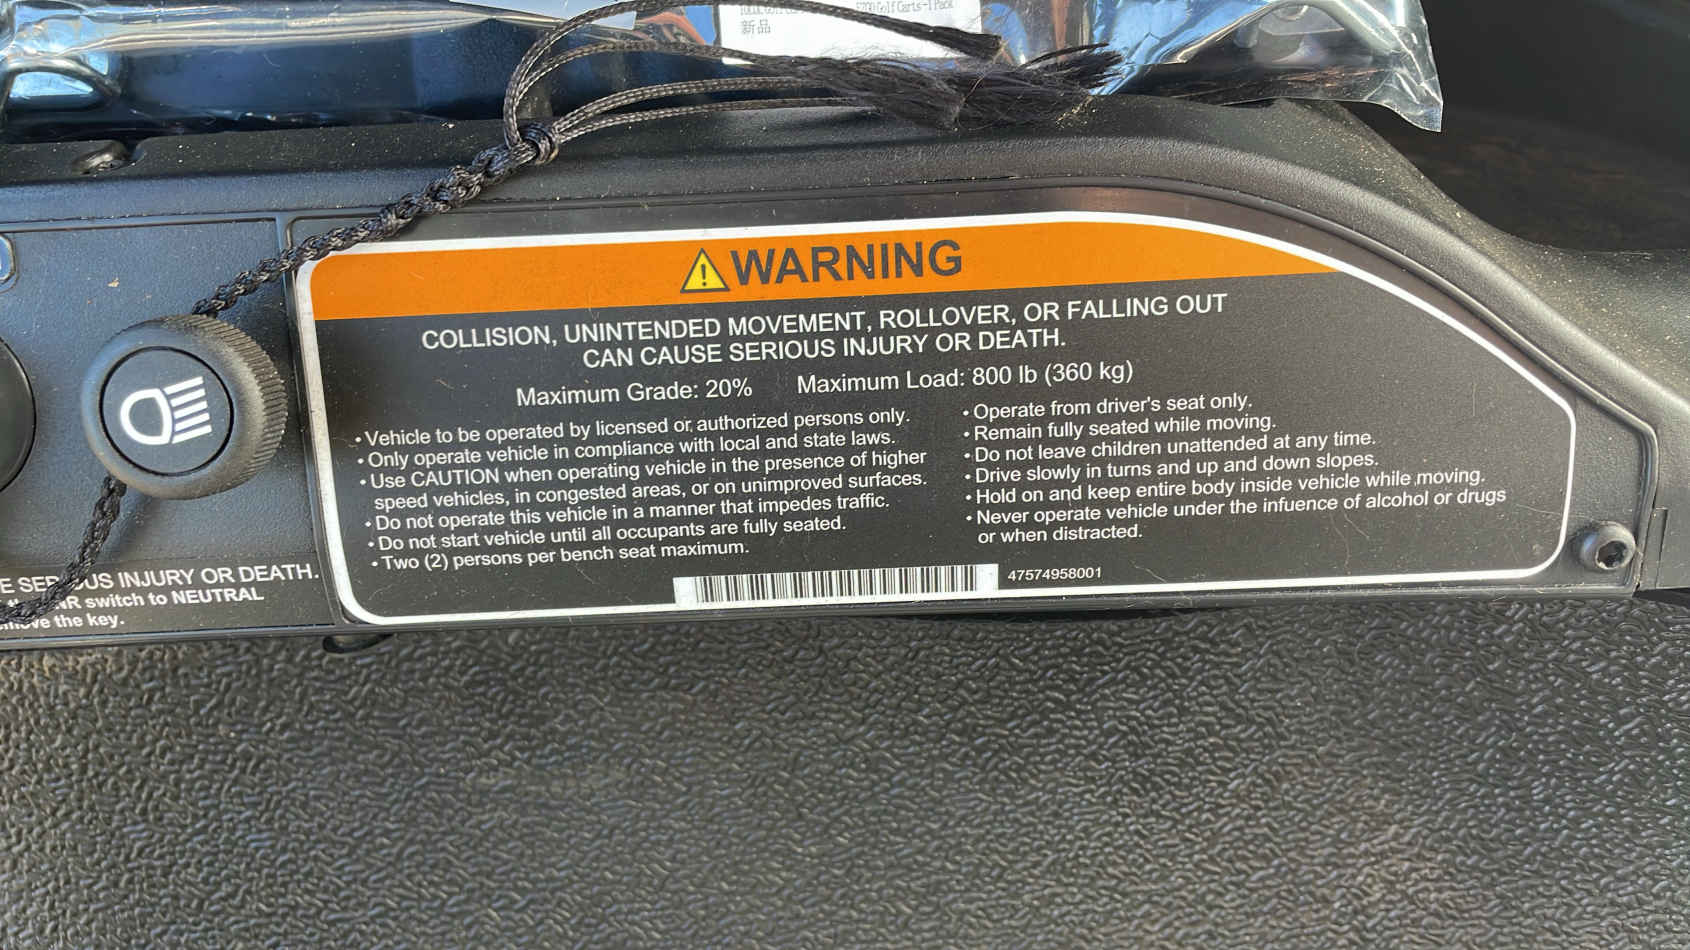 Golf Carts -1 Pack
新品
WARNING
COLLISION, UNINTENDED MOVEMENT, ROLLOVER, OR FALLING OUT
CAN CAUSE SERIOUS INJURY OR DEATH.
Maximum Grade: 20% Maximum Load: 800 lb (360 kg)
• Vehicle to be operated by licensed or authorized persons only.
• Only operate vehicle in compliance with local and state laws.
• Use CAUTION when operating vehicle in the presence of higher
speed vehicles, in congested areas, or on unimproved surfaces.
• Do not operate this vehicle in a manner that impedes traffic.
• Do not start vehicle until all occupants are fully seated.
• Two (2) persons per bench seat maximum.
• Operate from driver's seat only.
• Remain fully seated while moving.
• Do not leave children unattended at any time.
• Drive slowly in turns and up and down slopes.
• Hold on and keep entire body inside vehicle while moving.
• Never operate vehicle under the infuence of alcohol or drugs
or when distracted.
47574958001
INJURY OR DEATH.
switch to NEUTRAL
the key.